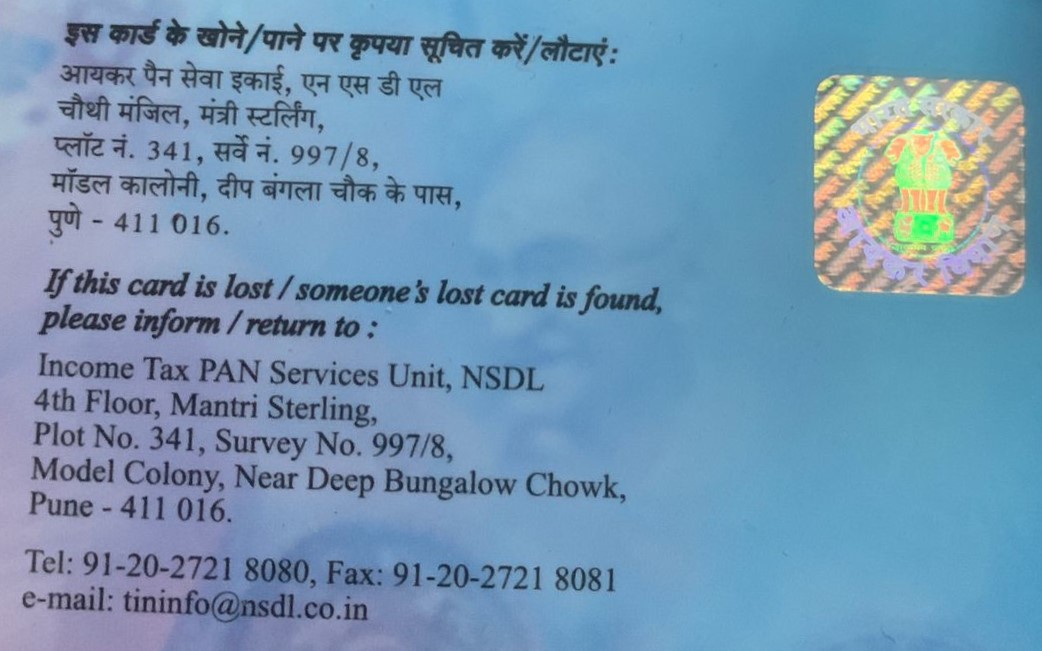 इस कार्ड के खोने/पाने पर कृपया सूचित करें/लौटाएं:
आयकर पैन सेवा इकाई, एन एस डी एल
चौथी मंजिल, मंत्री स्टर्लिंग,
प्लॉट नं. 341, सर्वे नं. 997/8,
मॉडल कालोनी, दीप बंगला चौक के पास,
पुणे - 411 016.
If this card is lost / someone's lost card is found,
please inform / return to :
Income Tax PAN Services Unit, NSDL
4th Floor, Mantri Sterling,
Plot No. 341, Survey No. 997/8,
Model Colony, Near Deep Bungalow Chowk,
Pune - 411 016.
Tel: 91-20-2721 8080, Fax: 91-20-2721 8081
e-mail: tininfo@nsdl.co.in
भारत सरकार
आयकर विभाग